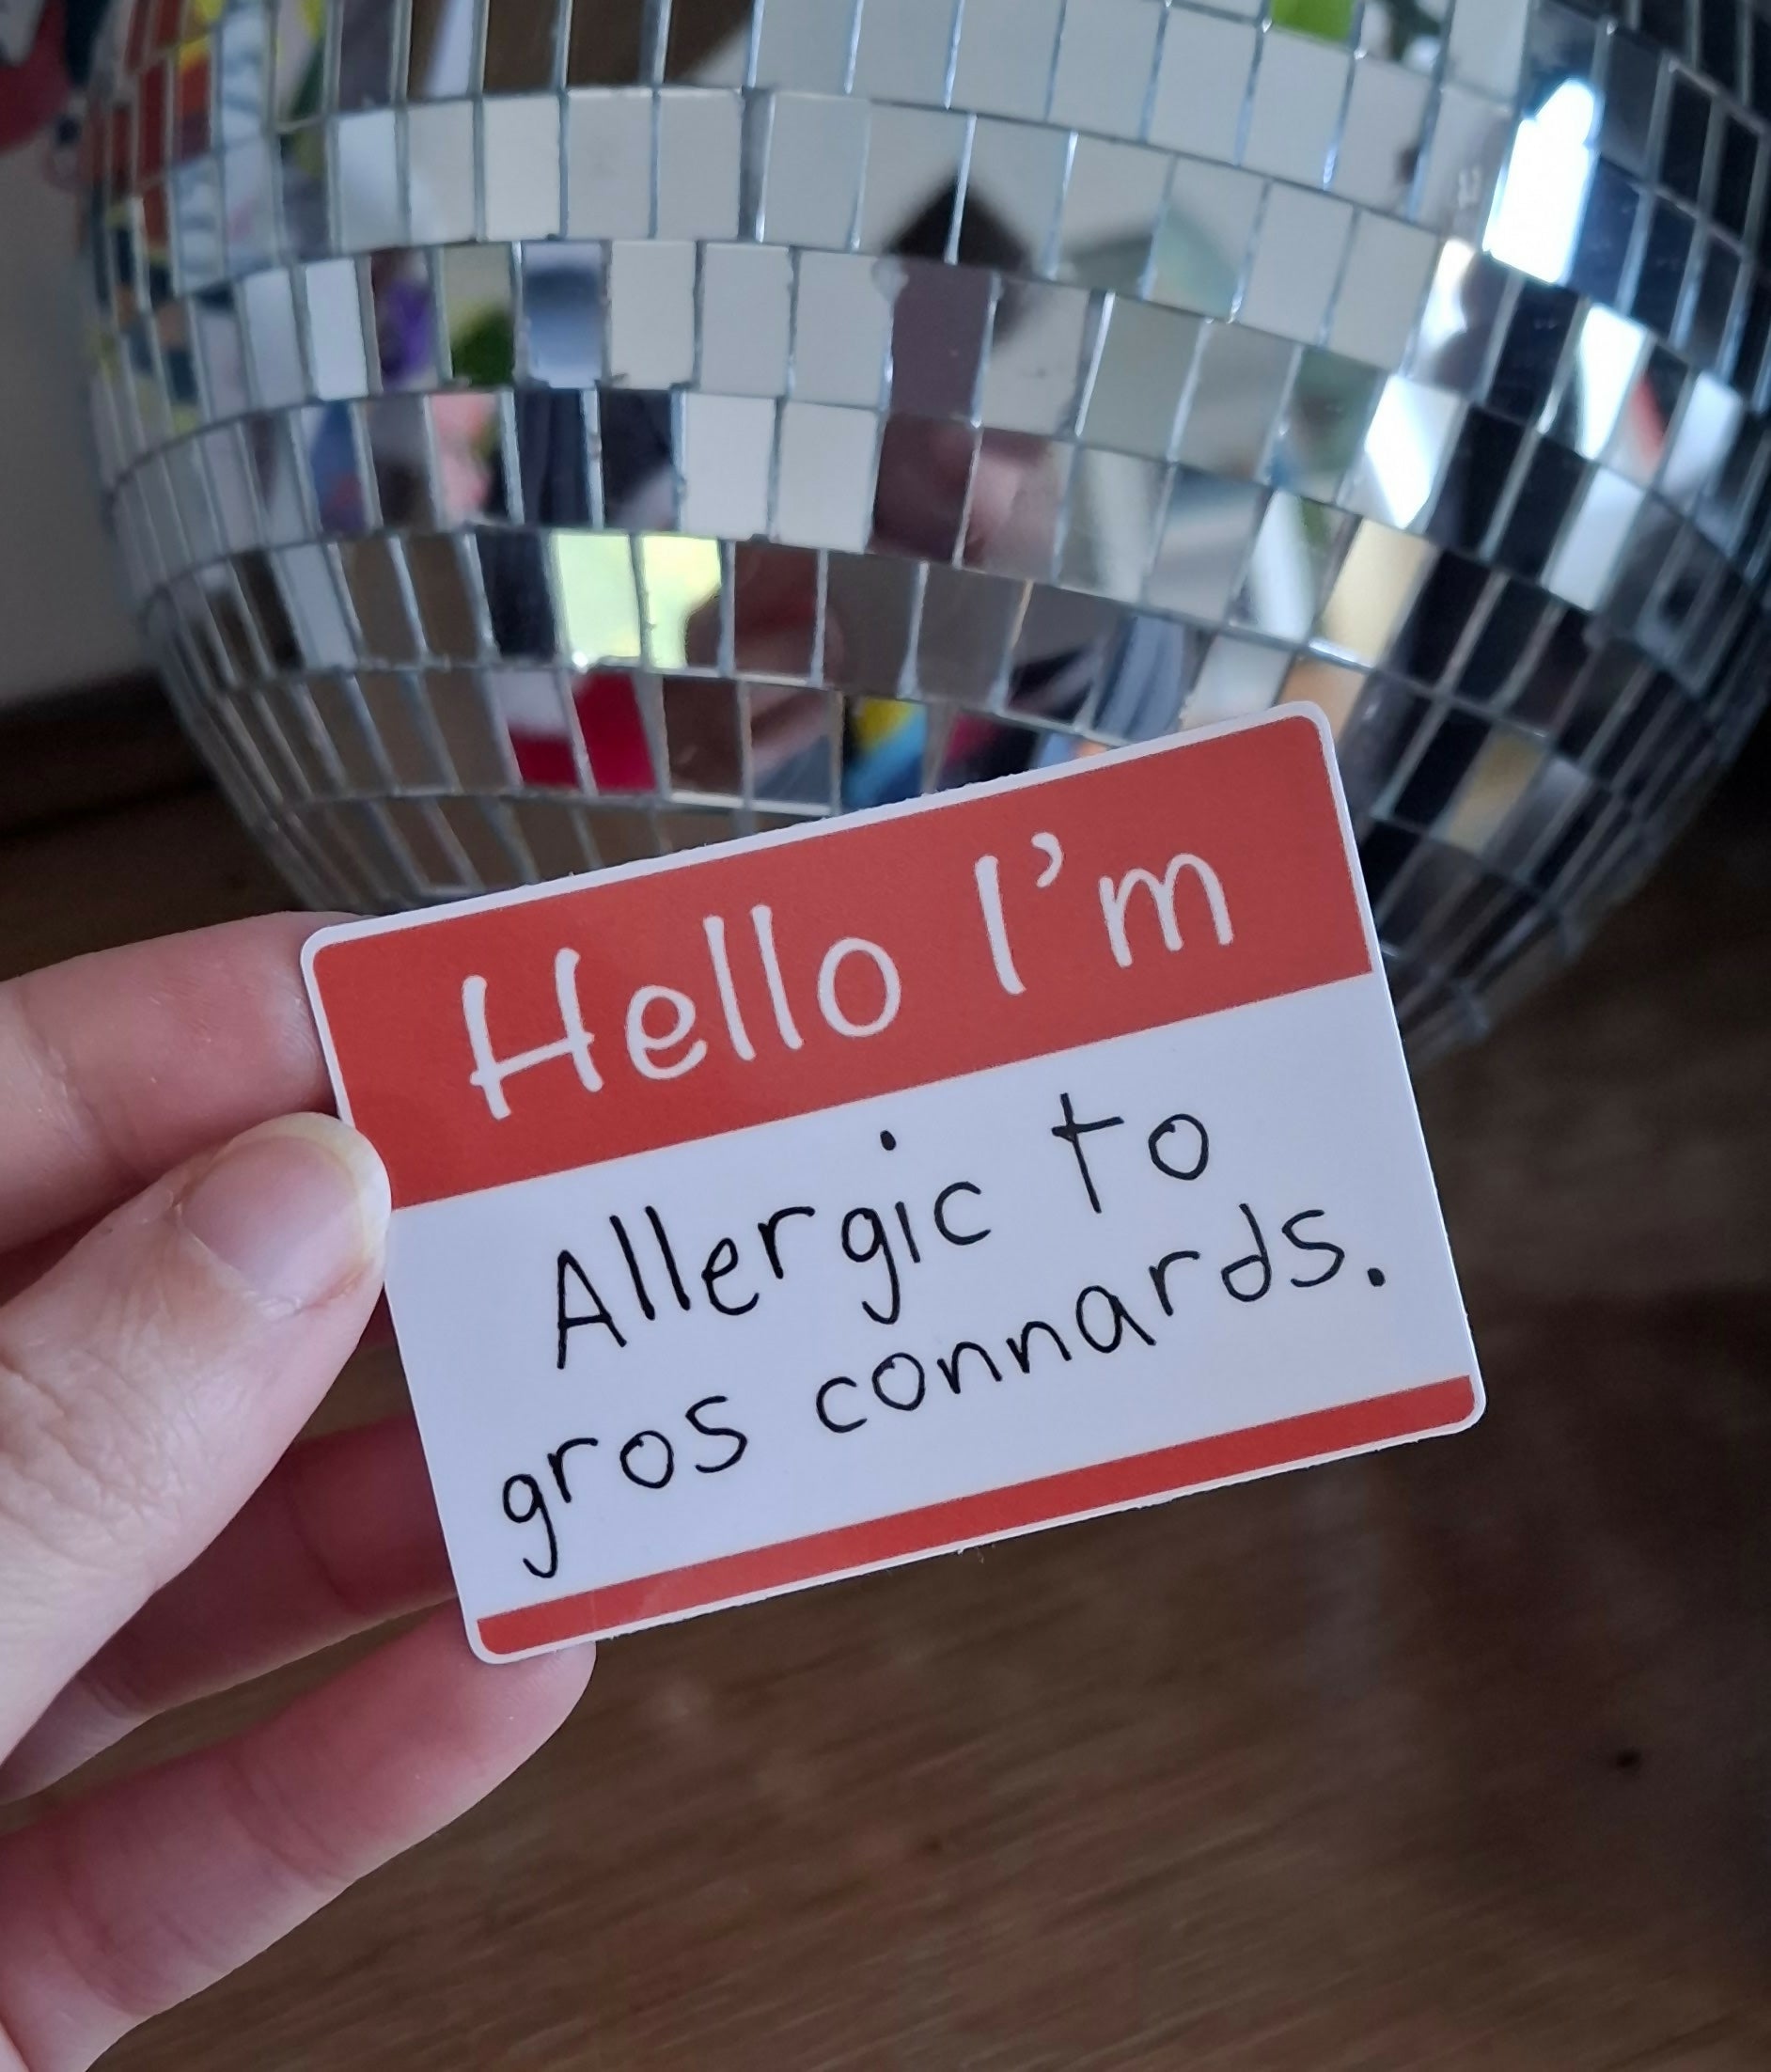 Hello I'm
Allergic to
gros connards.